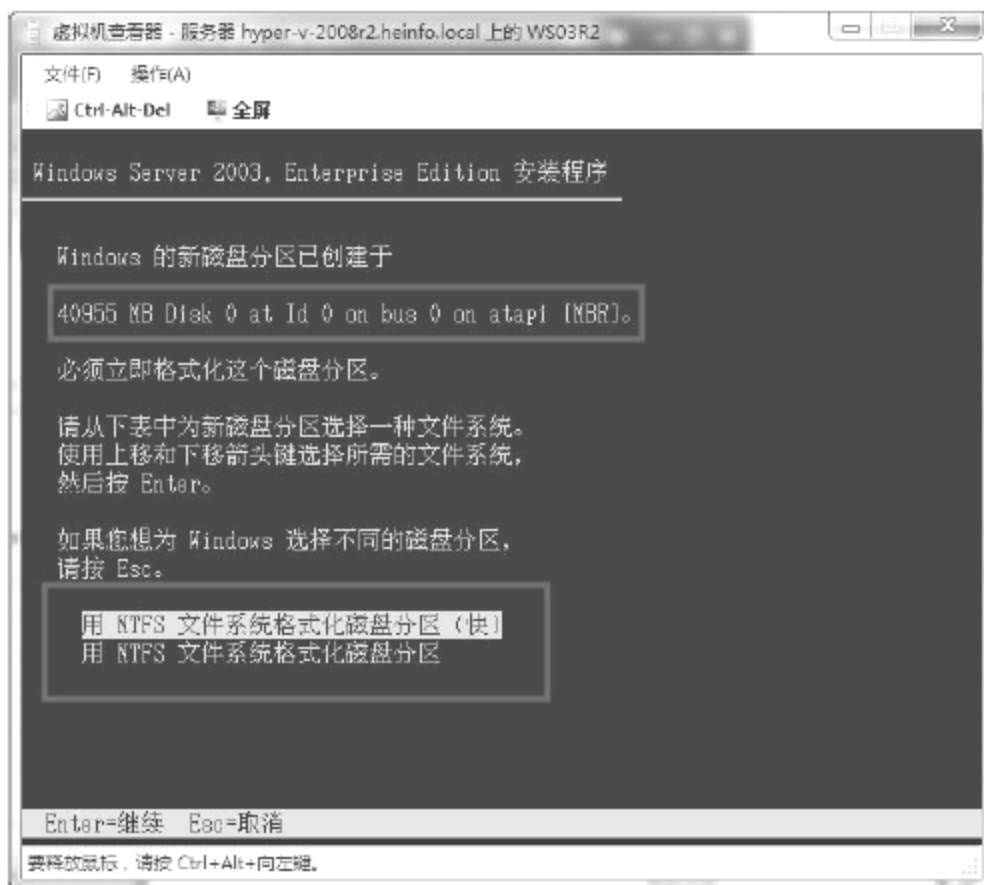 虚拟机查看器 - 服务器 hyper-v-2008r2.heinfo.local 上的 WS03R2
文件(F) 操作(A)
Ctrl-Alt-Del 全屏
Windows Server 2003, Enterprise Edition 安装程序
Windows 的新磁盘分区已创建于
40955 MB Disk 0 at Id 0 on bus 0 on atapi [MBR]。
必须立即格式化这个磁盘分区。
请从下表中为新磁盘分区选择一种文件系统。
使用上移和下移箭头键选择所需的文件系统，
然后按 Enter。
如果您想为 Windows 选择不同的磁盘分区，
请按 Esc。
用 NTFS 文件系统格式化磁盘分区（快）
用 NTFS 文件系统格式化磁盘分区
Enter=继续 Esc=取消
要释放鼠标，请按 Ctrl+Alt+向左键。